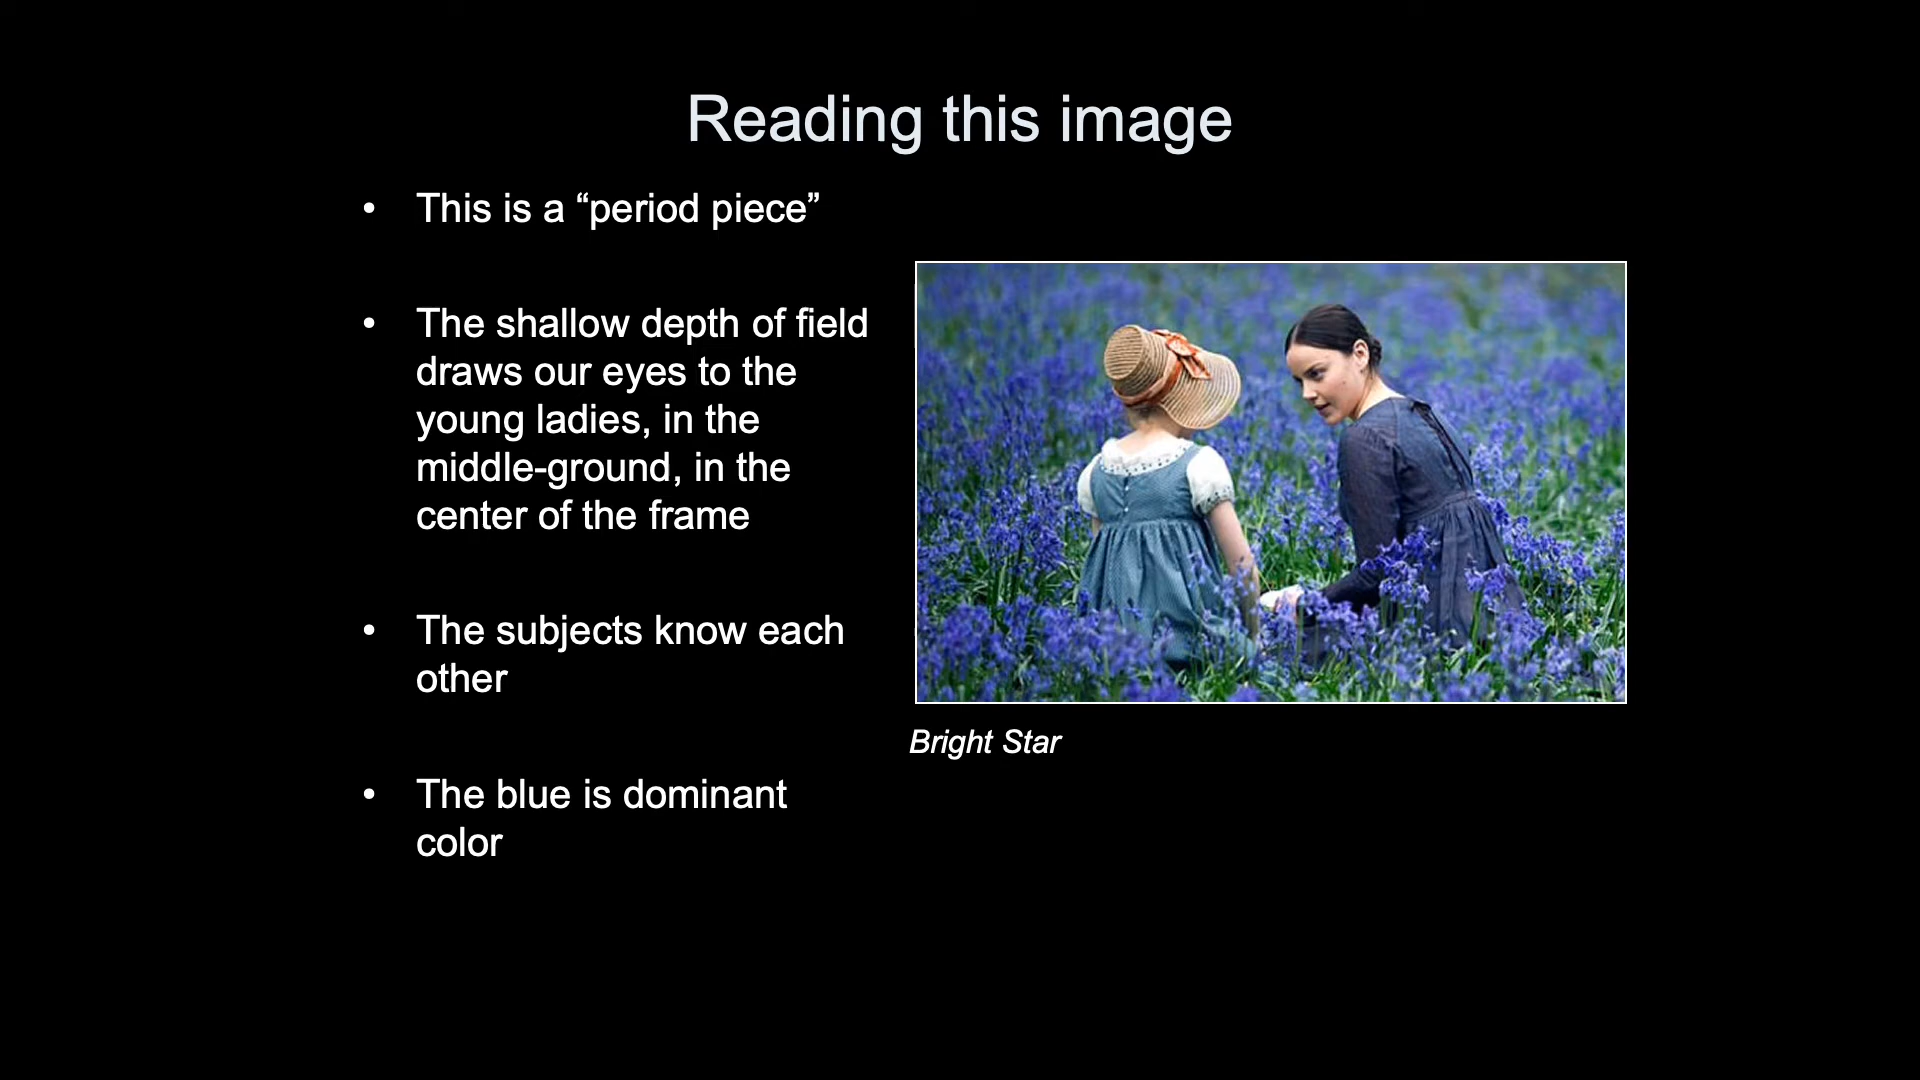 Reading this image
• This is a “period piece”
• The shallow depth of field
draws our eyes to the
young ladies, in the
middle-ground, in the
center of the frame
• The subjects know each
other
• The blue is dominant
color
Bright Star